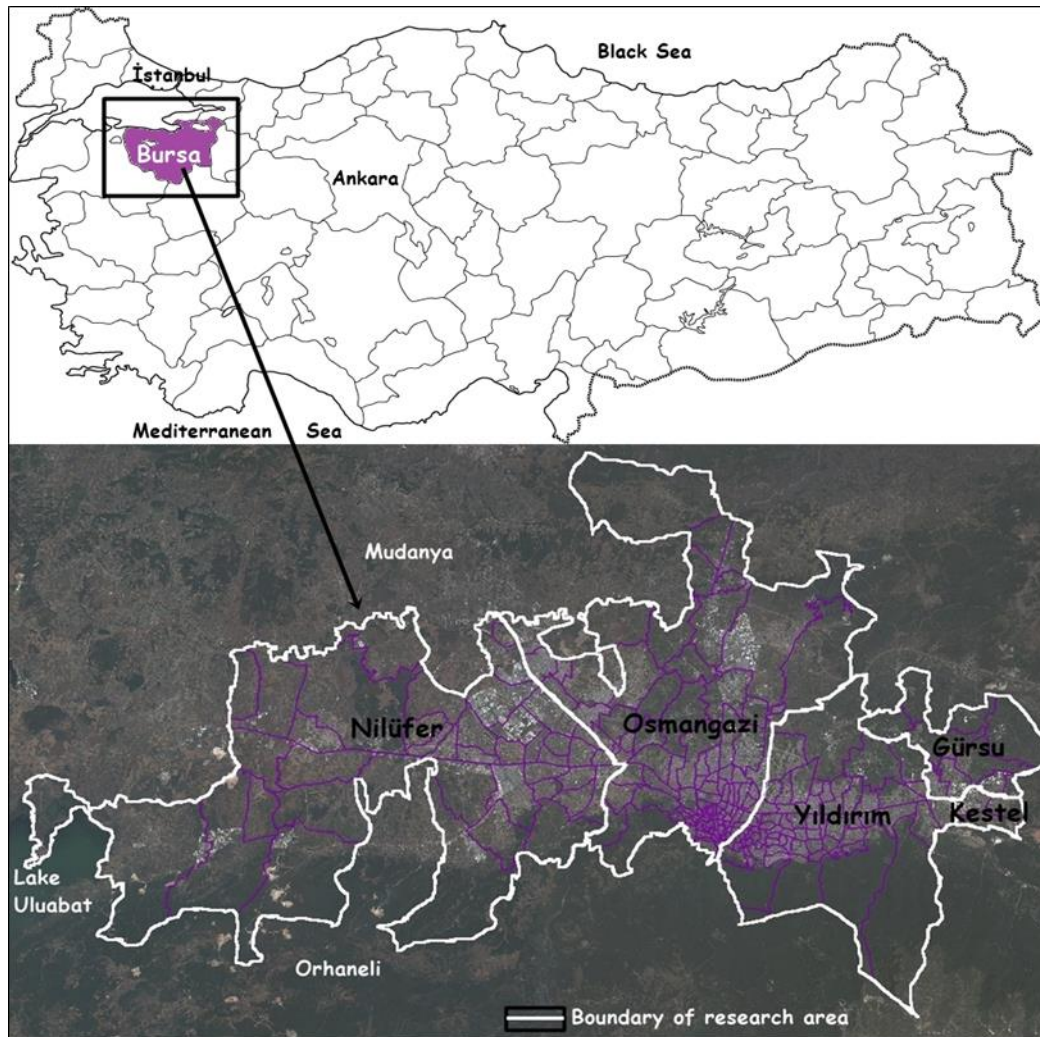 Black Sea
İstanbul
Bursa
Ankara
Mediterranean Sea
Mudanya
Nilüfer
Osmangazi
Gürsu
Yıldırım
Kestel
Lake
Uluabat
Orhaneli
Boundary of research area